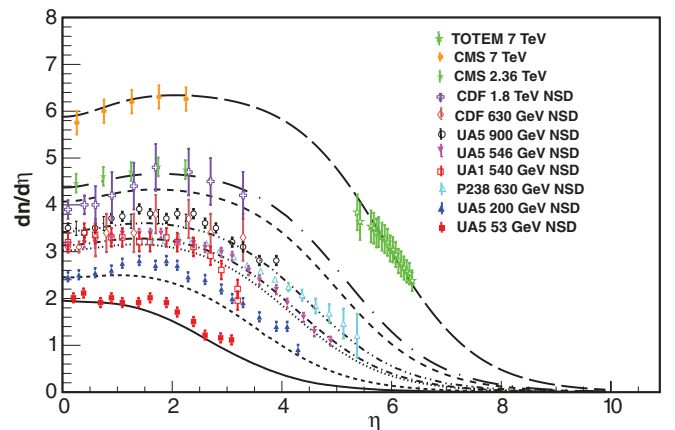 8
7
6
5
4
3
2
1
0
dn/dη
TOTEM 7 TeV
CMS 7 TeV
CMS 2.36 TeV
CDF 1.8 TeV NSD
CDF 630 GeV NSD
UA5 900 GeV NSD
UA5 546 GeV NSD
UA1 540 GeV NSD
P238 630 GeV NSD
UA5 200 GeV NSD
UA5 53 GeV NSD
0 2 4 6 8 10
η